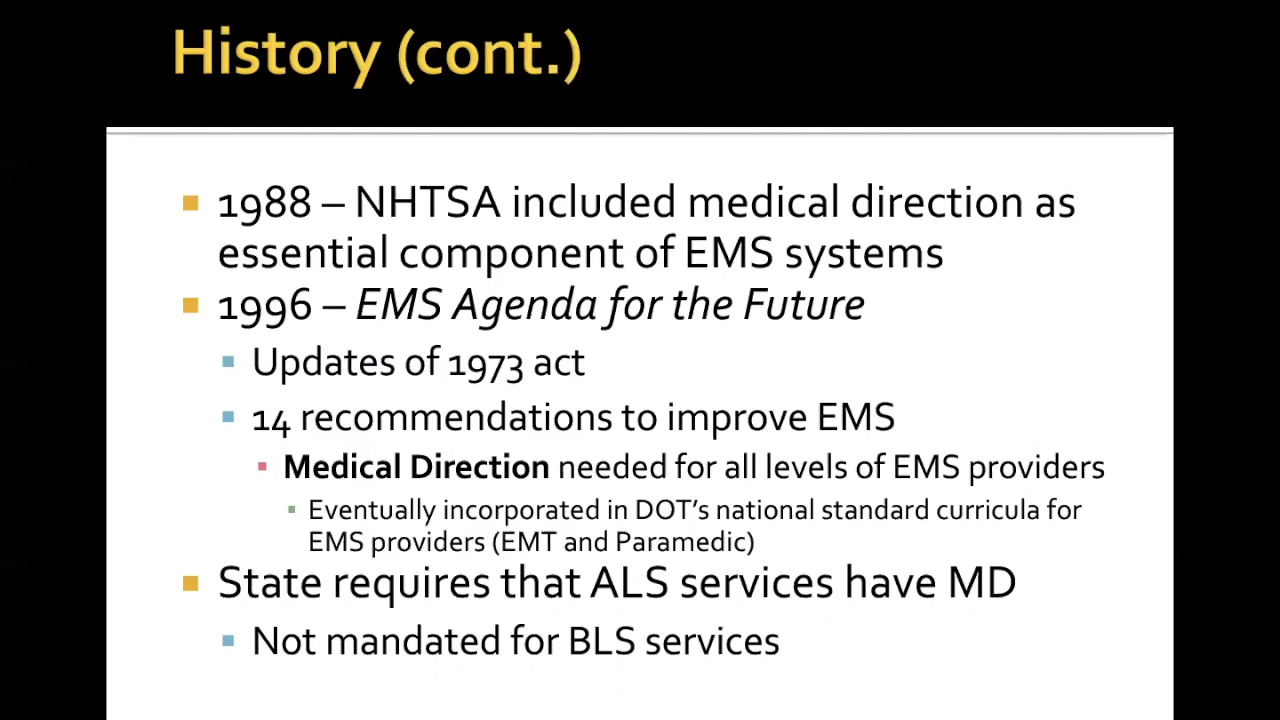 History (cont.)
1988 – NHTSA included medical direction as
essential component of EMS systems
1996 – EMS Agenda for the Future
Updates of 1973 act
14 recommendations to improve EMS
Medical Direction needed for all levels of EMS providers
Eventually incorporated in DOT’s national standard curricula for
EMS providers (EMT and Paramedic)
State requires that ALS services have MD
Not mandated for BLS services